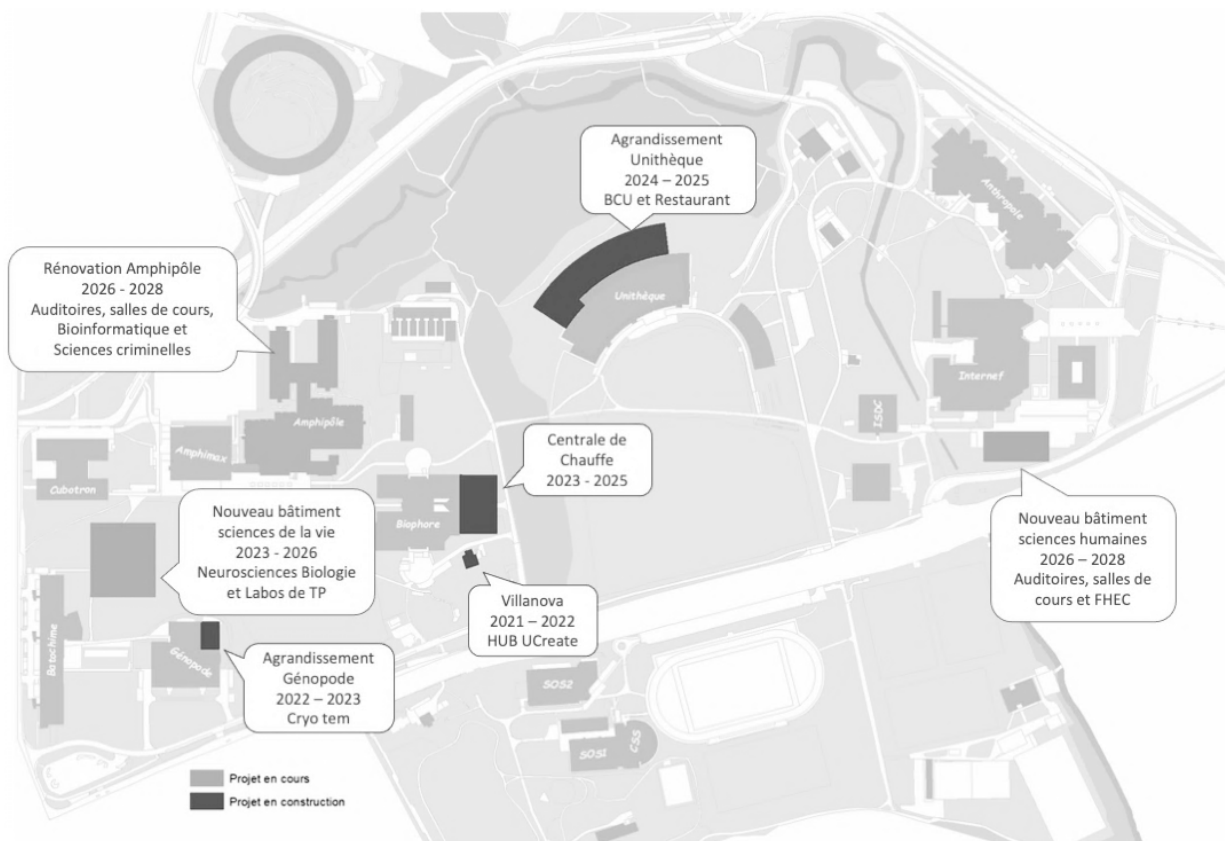 Agrandissement
Unithèque
2024 – 2025
BCU et Restaurant
Anthropole
Rénovation Amphipôle
2026 - 2028
Auditoires, salles de cours,
Bioinformatique et
Sciences criminelles
Unithèque
Internef
Amphipôle
ISDC
Amphimax
Centrale de
Chauffe
2023 - 2025
Cubotron
Biophore
Nouveau bâtiment
sciences de la vie
2023 - 2026
Neurosciences Biologie
et Labos de TP
Nouveau bâtiment
sciences humaines
2026 – 2028
Auditoires, salles de
cours et FHEC
Villanova
2021 – 2022
HUB UCreate
Batochime
Génopode
Agrandissement
Génopode
2022 – 2023
Cryo tem
SOS2
SOS1
CSS
Projet en cours
Projet en construction